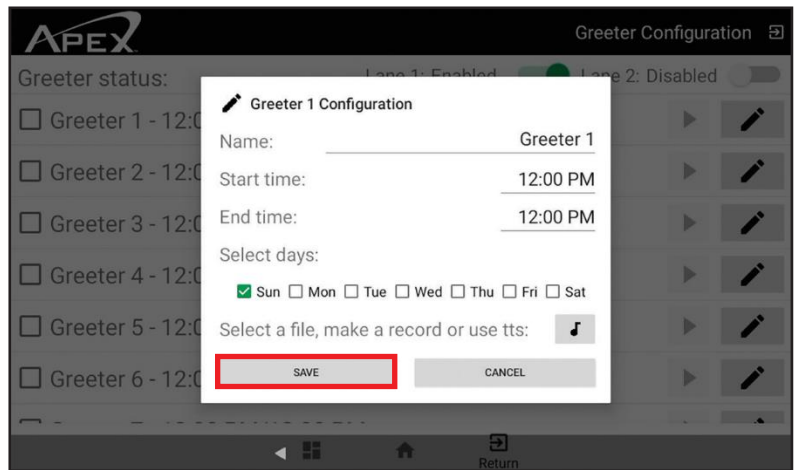 APEX
Greeter Configuration
Greeter status:
Lane 1: Enabled
Lane 2: Disabled
Greeter 1 - 12:0
Greeter 2 - 12:0
Greeter 3 - 12:0
Greeter 4 - 12:0
Greeter 5 - 12:0
Greeter 6 - 12:0
Greeter 1 Configuration
Name: Greeter 1
Start time: 12:00 PM
End time: 12:00 PM
Select days:
Sun Mon Tue Wed Thu Fri Sat
Select a file, make a record or use tts:
SAVE CANCEL
Return